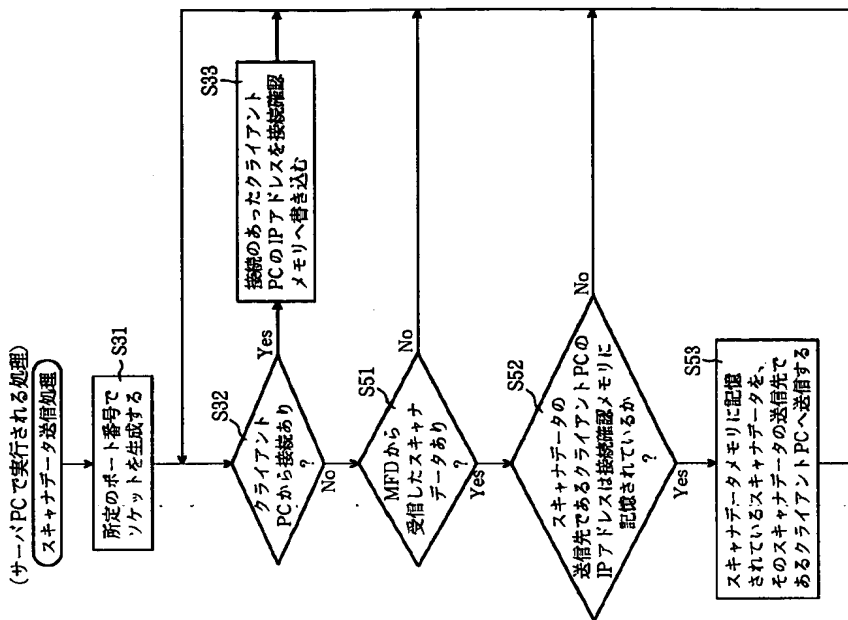 (サーバPCで実行される処理)
スキャナデータ送信処理
S31
所定のポート番号で
ソケットを生成する
S32
クライアント
PCから接続あり
?
Yes
No
S33
接続のあったクライアント
PCのIPアドレスを接続確認
メモリへ書き込む
S51
MFDから
受信したスキャナ
データあり
?
No
Yes
S52
スキャナデータの
送信先であるクライアントPCの
IPアドレスは接続確認メモリに
記憶されているか
?
No
Yes
S53
スキャナデータメモリに記憶
されているスキャナデータを、
そのスキャナデータの送信先で
あるクライアントPCへ送信する